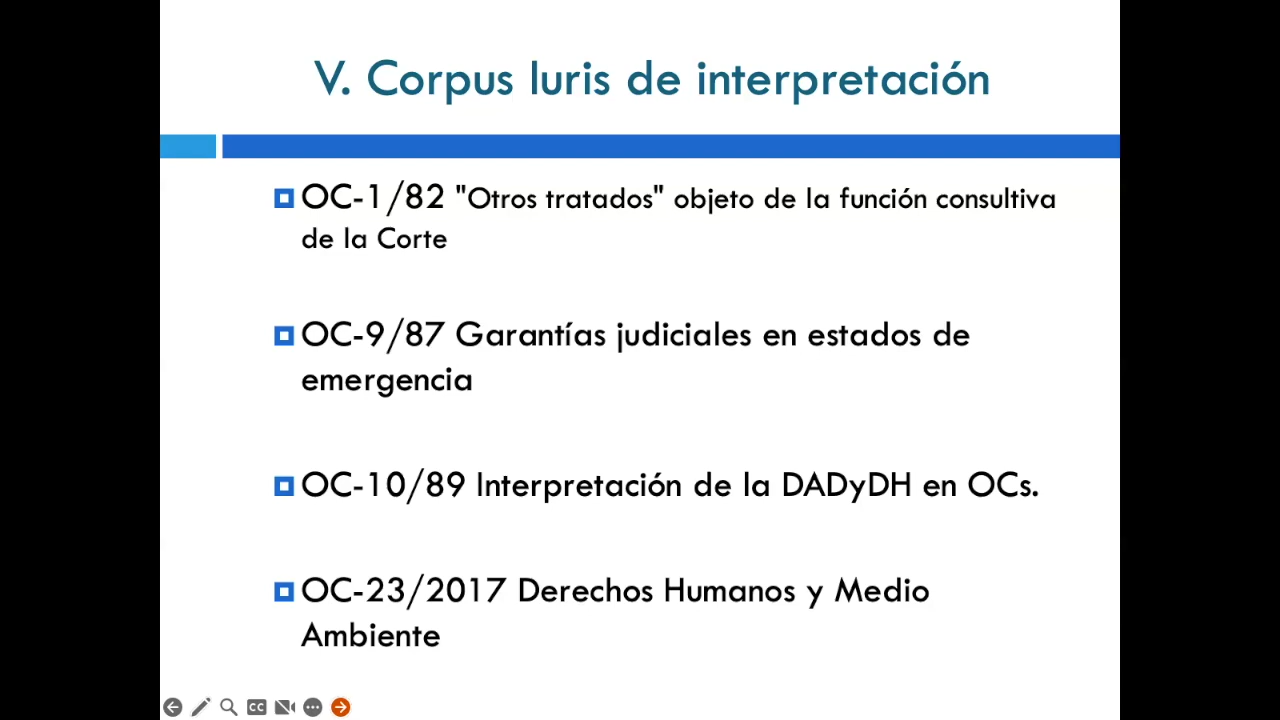 V. Corpus Iuris de interpretación
OC-1/82 "Otros tratados" objeto de la función consultiva
de la Corte
OC-9/87 Garantías judiciales en estados de
emergencia
OC-10/89 Interpretación de la DADyDH en OCs.
OC-23/2017 Derechos Humanos y Medio
Ambiente
CC